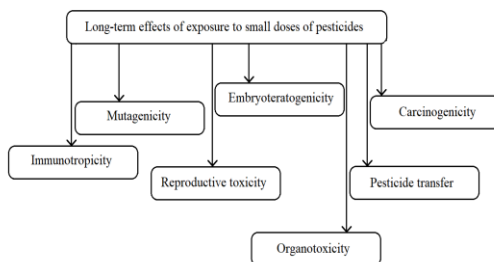 Long-term effects of exposure to small doses of pesticides
Embryoteratogenicity
Mutagenicity
Carcinogenicity
Immunotropicity
Reproductive toxicity
Pesticide transfer
Organotoxicity